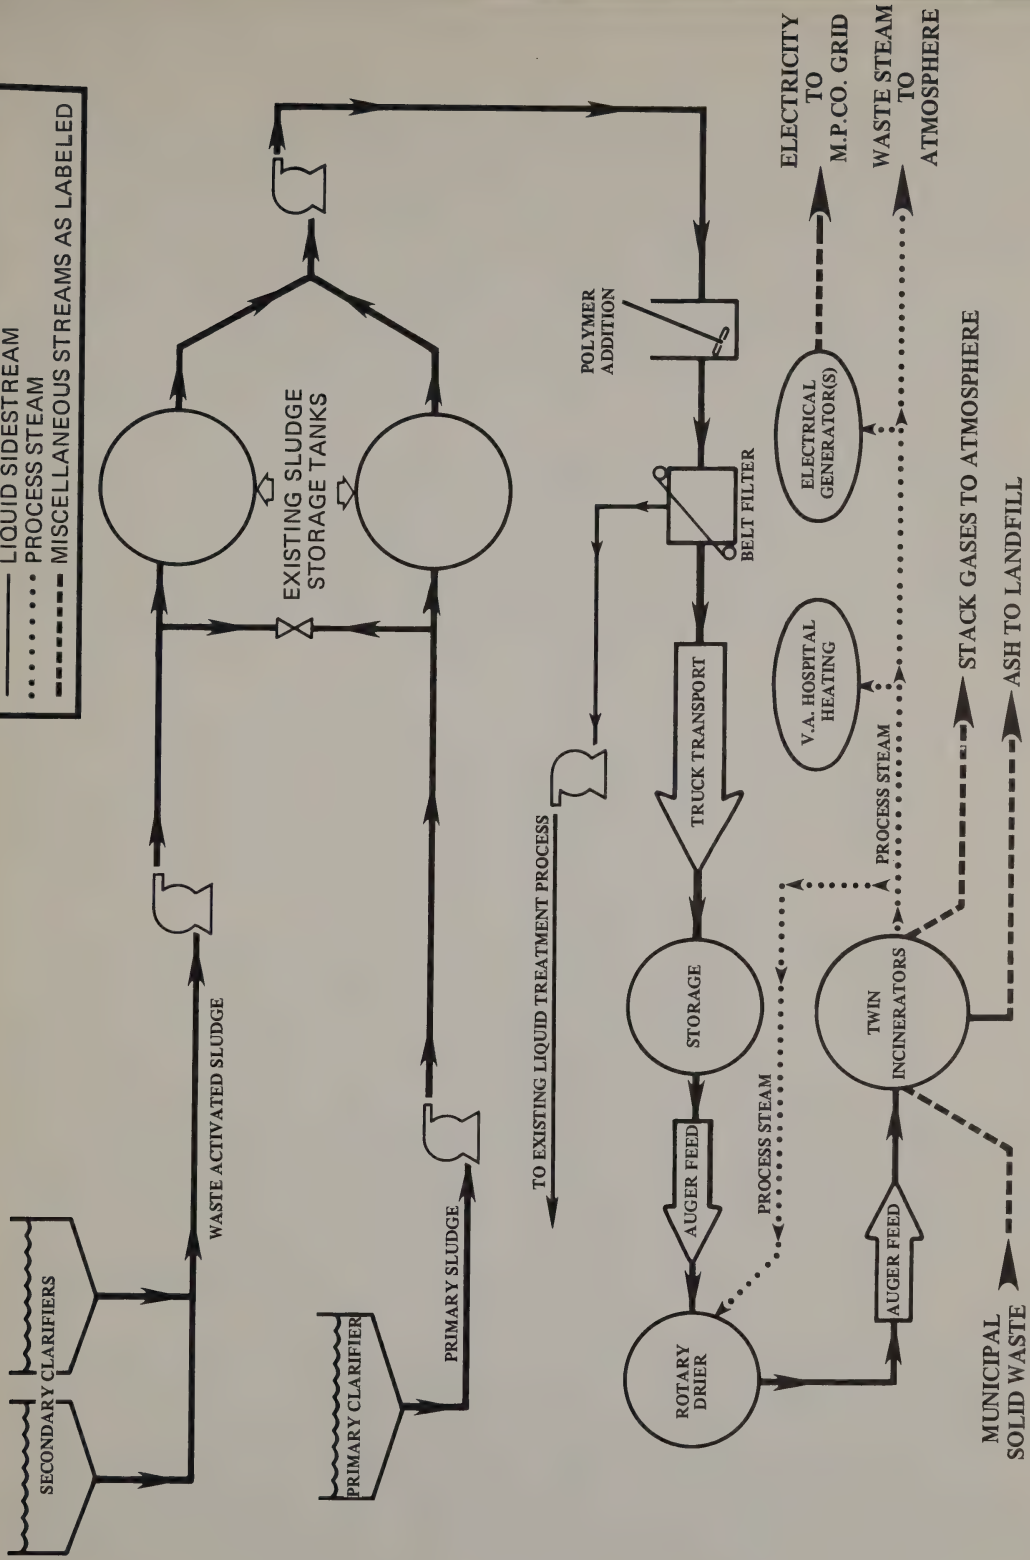 LIQUID SIDESTREAM
PROCESS STEAM
MISCELLANEOUS STREAMS AS LABELED
SECONDARY CLARIFIERS
WASTE ACTIVATED SLUDGE
EXISTING SLUDGE
STORAGE TANKS
PRIMARY CLARIFIER
PRIMARY SLUDGE
POLYMER
ADDITION
BELT FILTER
TO EXISTING LIQUID TREATMENT PROCESS
TRUCK TRANSPORT
STORAGE
AUGER FEED
ROTARY
DRIER
PROCESS STEAM
AUGER FEED
TWIN
INCINERATORS
MUNICIPAL
SOLID WASTE
PROCESS STEAM
V.A. HOSPITAL
HEATING
ELECTRICAL
GENERATOR(S)
ELECTRICITY
TO
M.P.CO. GRID
WASTE STEAM
TO
ATMOSPHERE
STACK GASES TO ATMOSPHERE
ASH TO LANDFILL